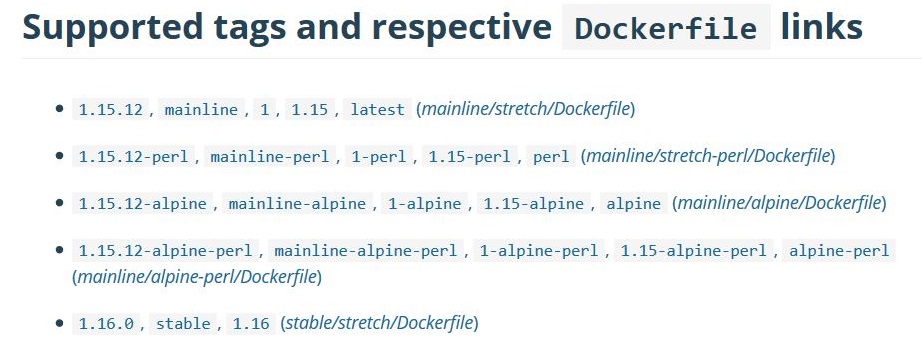 Supported tags and respective Dockerfile links
1.15.12, mainline, 1, 1.15, latest (mainline/stretch/Dockerfile)
1.15.12-perl, mainline-perl, 1-perl, 1.15-perl, perl (mainline/stretch-perl/Dockerfile)
1.15.12-alpine, mainline-alpine, 1-alpine, 1.15-alpine, alpine (mainline/alpine/Dockerfile)
1.15.12-alpine-perl, mainline-alpine-perl, 1-alpine-perl, 1.15-alpine-perl, alpine-perl
(mainline/alpine-perl/Dockerfile)
1.16.0, stable, 1.16 (stable/stretch/Dockerfile)